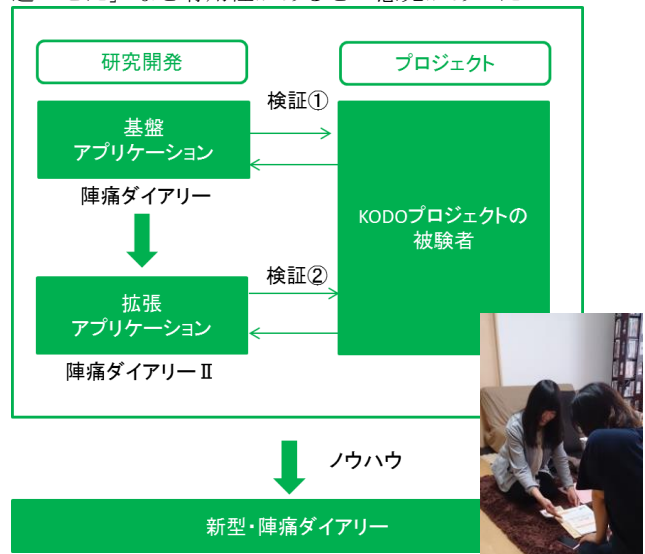 研究開発
プロジェクト
検証①
基盤
アプリケーション
陣痛ダイアリー
KODOプロジェクトの
被験者
検証②
拡張
アプリケーション
陣痛ダイアリーⅡ
ノウハウ
新型・陣痛ダイアリー